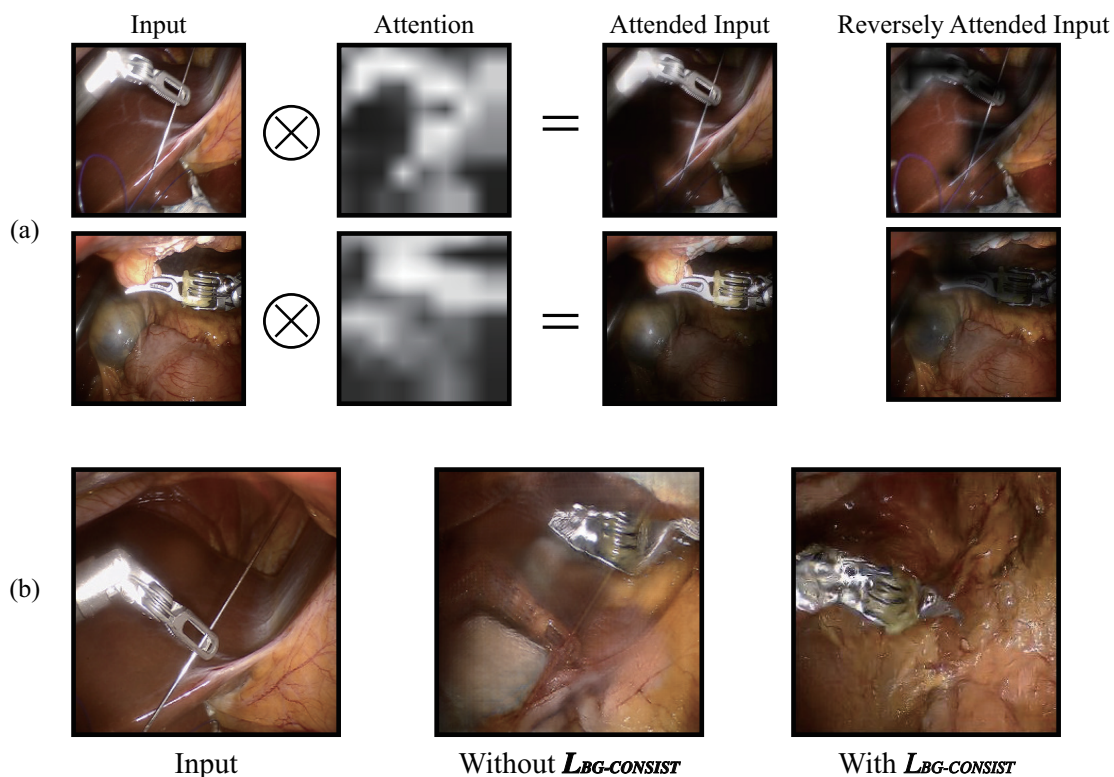 Input Attention Attended Input Reversely Attended Input
=
(a)
=
(b)
Input Without LBG-CONSIST With LBG-CONSIST